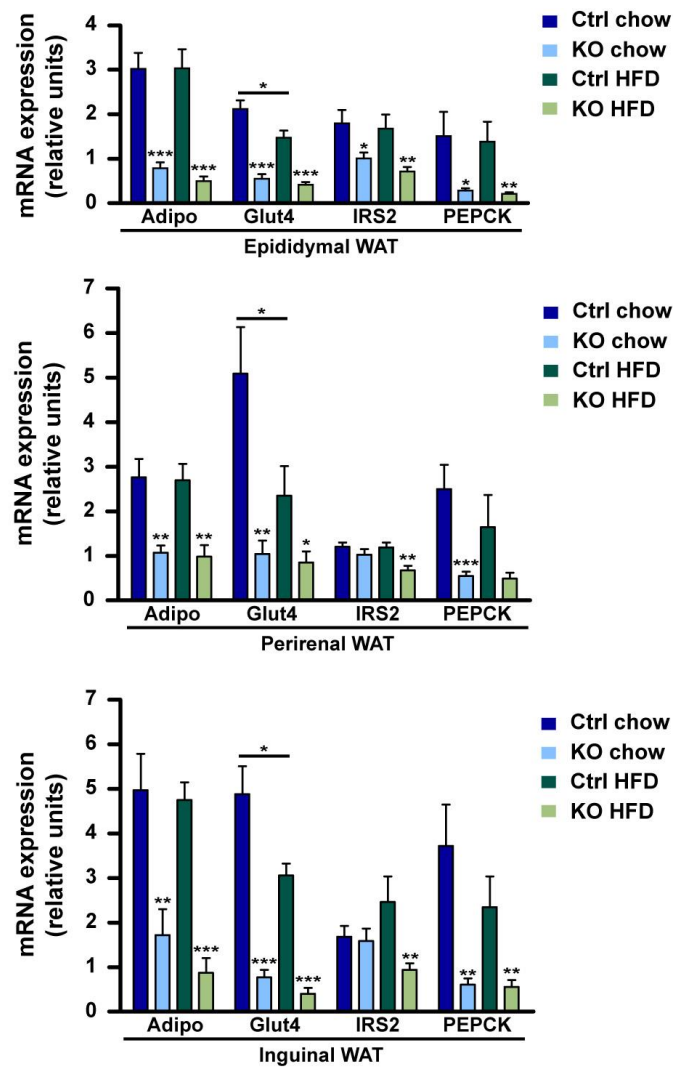 Ctrl chow
KO chow
Ctrl HFD
KO HFD
mRNA expression
(relative units)
4
3
2
1
0
*
*** *** *** *** * ** * **
Adipo Glut4 IRS2 PEPCK
Epididymal WAT
Ctrl chow
KO chow
Ctrl HFD
KO HFD
mRNA expression
(relative units)
7
6
5
4
3
2
1
0
*
** ** ** * ** ***
Adipo Glut4 IRS2 PEPCK
Perirenal WAT
Ctrl chow
KO chow
Ctrl HFD
KO HFD
mRNA expression
(relative units)
7
6
5
4
3
2
1
0
*
** *** *** *** ** ** **
Adipo Glut4 IRS2 PEPCK
Inguinal WAT